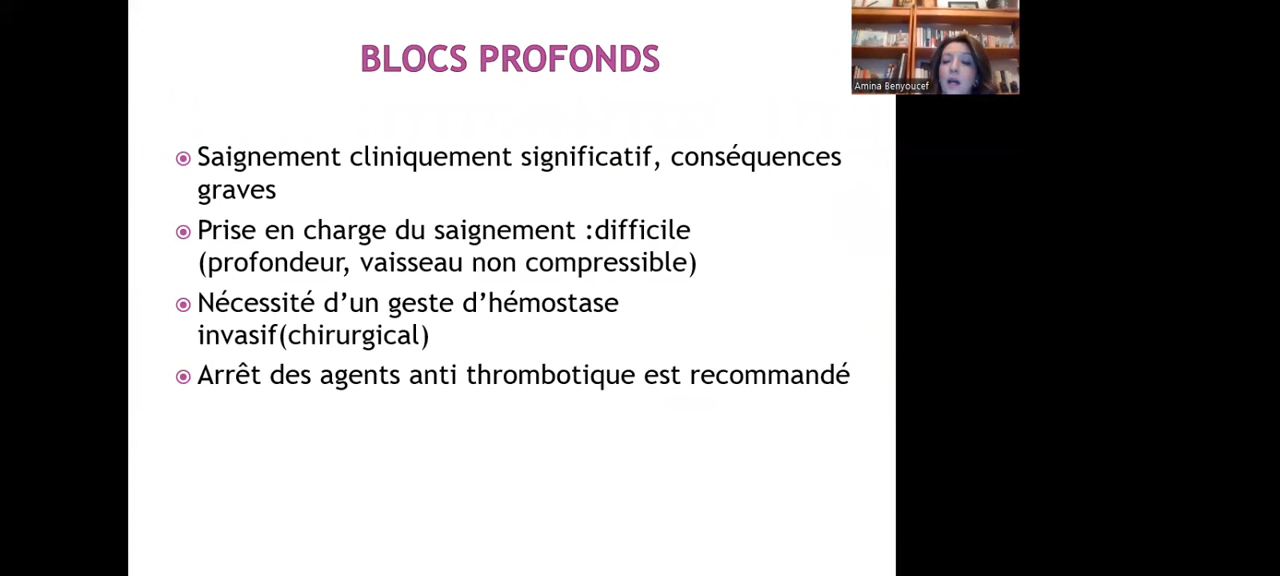 BLOCS PROFONDS
Amina Benyoucef
Saignement cliniquement significatif, conséquences
graves
Prise en charge du saignement :difficile
(profondeur, vaisseau non compressible)
Nécessité d’un geste d’hémostase
invasif(chirurgical)
Arrêt des agents anti thrombotique est recommandé